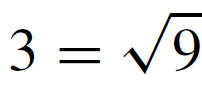 3 = √9